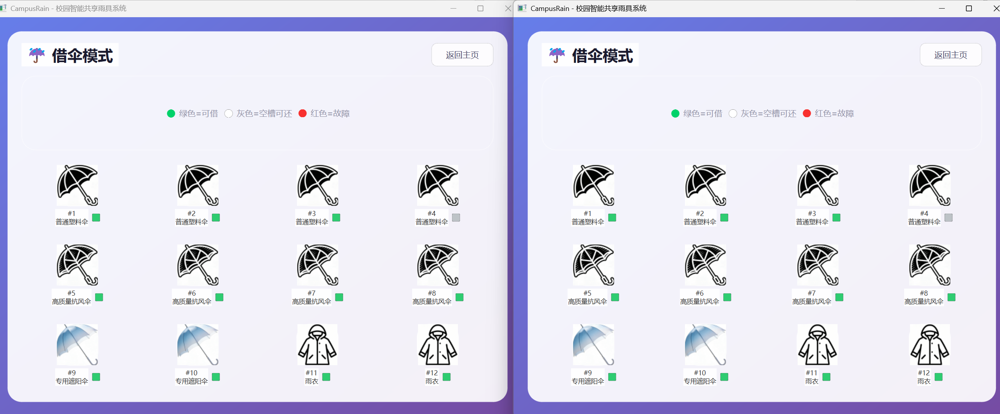 CampusRain - 校园智能共享雨具系统
借伞模式
返回主页
绿色=可借 灰色=空槽可还 红色=故障
#1
普通塑料伞
#2
普通塑料伞
#3
普通塑料伞
#4
普通塑料伞
#5
高质量抗风伞
#6
高质量抗风伞
#7
高质量抗风伞
#8
高质量抗风伞
#9
专用遮阳伞
#10
专用遮阳伞
#11
雨衣
#12
雨衣
CampusRain - 校园智能共享雨具系统
借伞模式
返回主页
绿色=可借 灰色=空槽可还 红色=故障
#1
普通塑料伞
#2
普通塑料伞
#3
普通塑料伞
#4
普通塑料伞
#5
高质量抗风伞
#6
高质量抗风伞
#7
高质量抗风伞
#8
高质量抗风伞
#9
专用遮阳伞
#10
专用遮阳伞
#11
雨衣
#12
雨衣